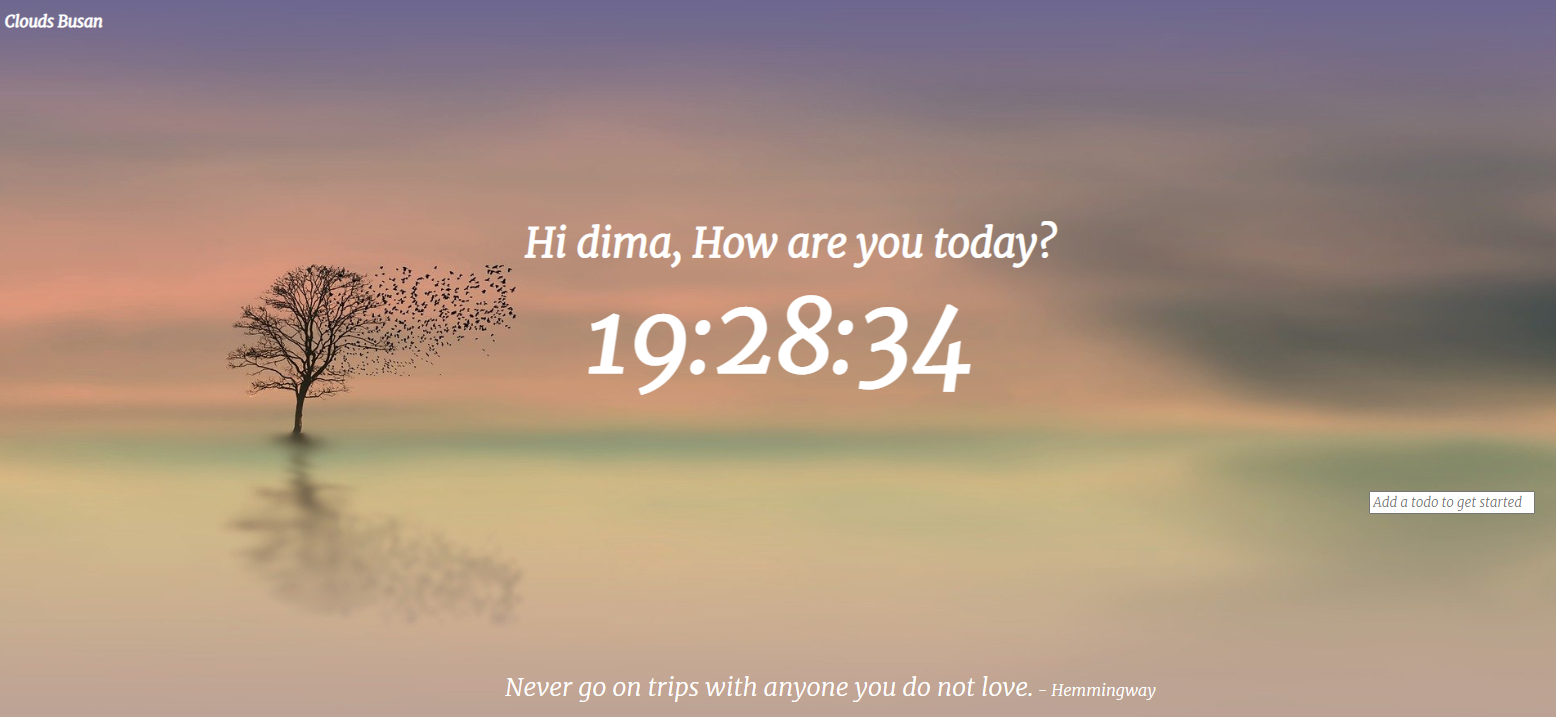 Clouds Busan
Hi dima, How are you today?
19:28:34
Add a todo to get started
Never go on trips with anyone you do not love. - Hemmingway